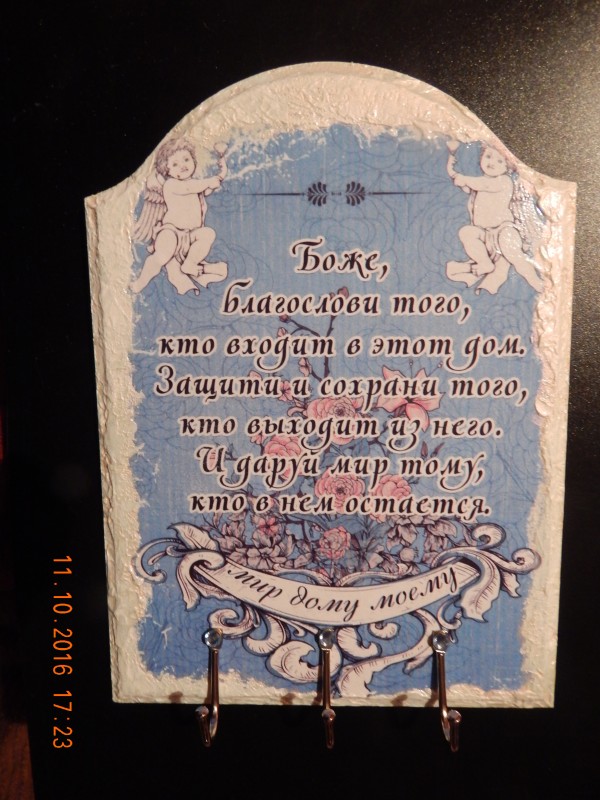 Боже,
благослови того,
кто входит в этот дом.
Защити и сохрани того,
кто выходит из него.
И даруй мир тому,
кто в нем остается.
мир дому моему
11.10.2016 17:23